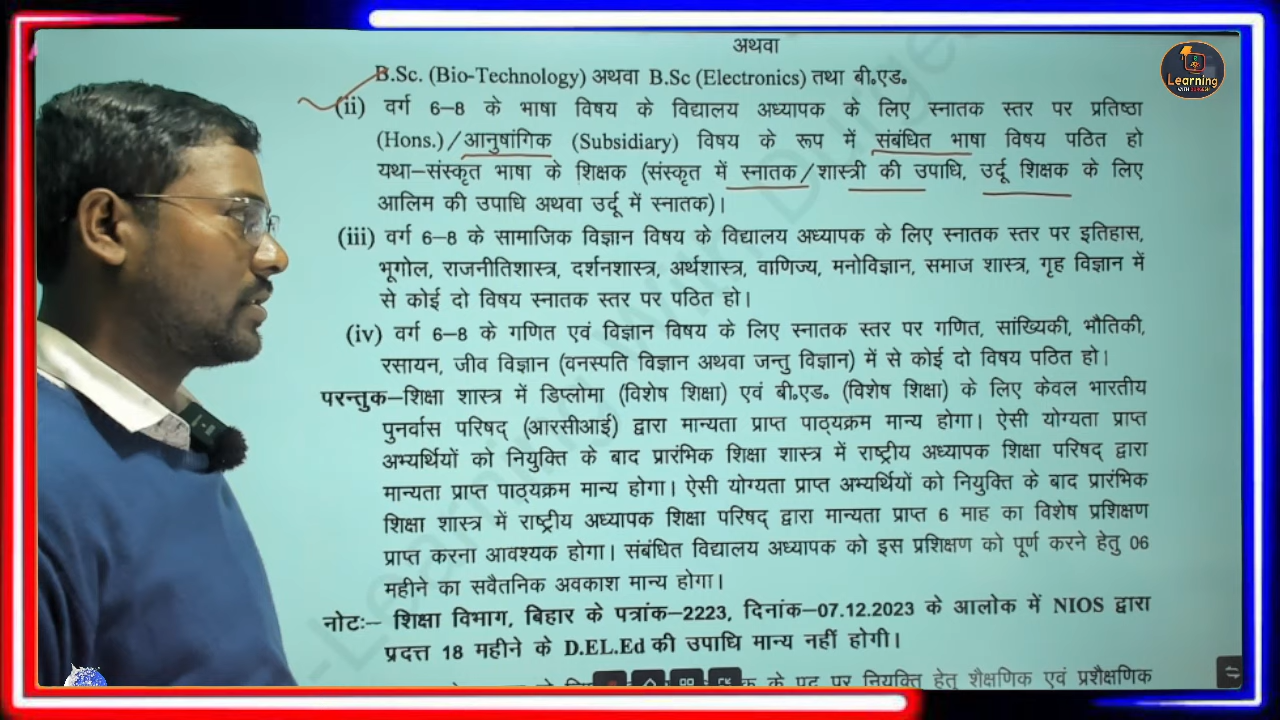 अथवा
B.Sc. (Bio-Technology) अथवा B.Sc (Electronics) तथा बी॰एड॰
(ii) वर्ग 6–8 के भाषा विषय के विद्यालय अध्यापक के लिए स्नातक स्तर पर प्रतिष्ठा
(Hons.)/आनुषांगिक (Subsidiary) विषय के रूप में संबंधित भाषा विषय पठित हो
यथा–संस्कृत भाषा के शिक्षक (संस्कृत में स्नातक/शास्त्री की उपाधि, उर्दू शिक्षक के लिए
आलिम की उपाधि अथवा उर्दू में स्नातक)।
(iii) वर्ग 6–8 के सामाजिक विज्ञान विषय के विद्यालय अध्यापक के लिए स्नातक स्तर पर इतिहास,
भूगोल, राजनीतिशास्त्र, दर्शनशास्त्र, अर्थशास्त्र, वाणिज्य, मनोविज्ञान, समाज शास्त्र, गृह विज्ञान में
से कोई दो विषय स्नातक स्तर पर पठित हो।
(iv) वर्ग 6–8 के गणित एवं विज्ञान विषय के लिए स्नातक स्तर पर गणित, सांख्यिकी, भौतिकी,
रसायन, जीव विज्ञान (वनस्पति विज्ञान अथवा जन्तु विज्ञान) में से कोई दो विषय पठित हो।
परन्तुक–शिक्षा शास्त्र में डिप्लोमा (विशेष शिक्षा) एवं बी॰एड॰ (विशेष शिक्षा) के लिए केवल भारतीय
पुनर्वास परिषद् (आरसीआई) द्वारा मान्यता प्राप्त पाठ्यक्रम मान्य होगा। ऐसी योग्यता प्राप्त
अभ्यर्थियों को नियुक्ति के बाद प्रारंभिक शिक्षा शास्त्र में राष्ट्रीय अध्यापक शिक्षा परिषद् द्वारा
मान्यता प्राप्त पाठ्यक्रम मान्य होगा। ऐसी योग्यता प्राप्त अभ्यर्थियों को नियुक्ति के बाद प्रारंभिक
शिक्षा शास्त्र में राष्ट्रीय अध्यापक शिक्षा परिषद् द्वारा मान्यता प्राप्त 6 माह का विशेष प्रशिक्षण
प्राप्त करना आवश्यक होगा। संबंधित विद्यालय अध्यापक को इस प्रशिक्षण को पूर्ण करने हेतु 06
महीने का सवैतनिक अवकाश मान्य होगा।
नोटः– शिक्षा विभाग, बिहार के पत्रांक–2223, दिनांक–07.12.2023 के आलोक में NIOS द्वारा
प्रदत्त 18 महीने के D.EL.Ed की उपाधि मान्य नहीं होगी।
के पद पर नियुक्ति हेतु शैक्षणिक एवं प्रशैक्षणिक
Learning